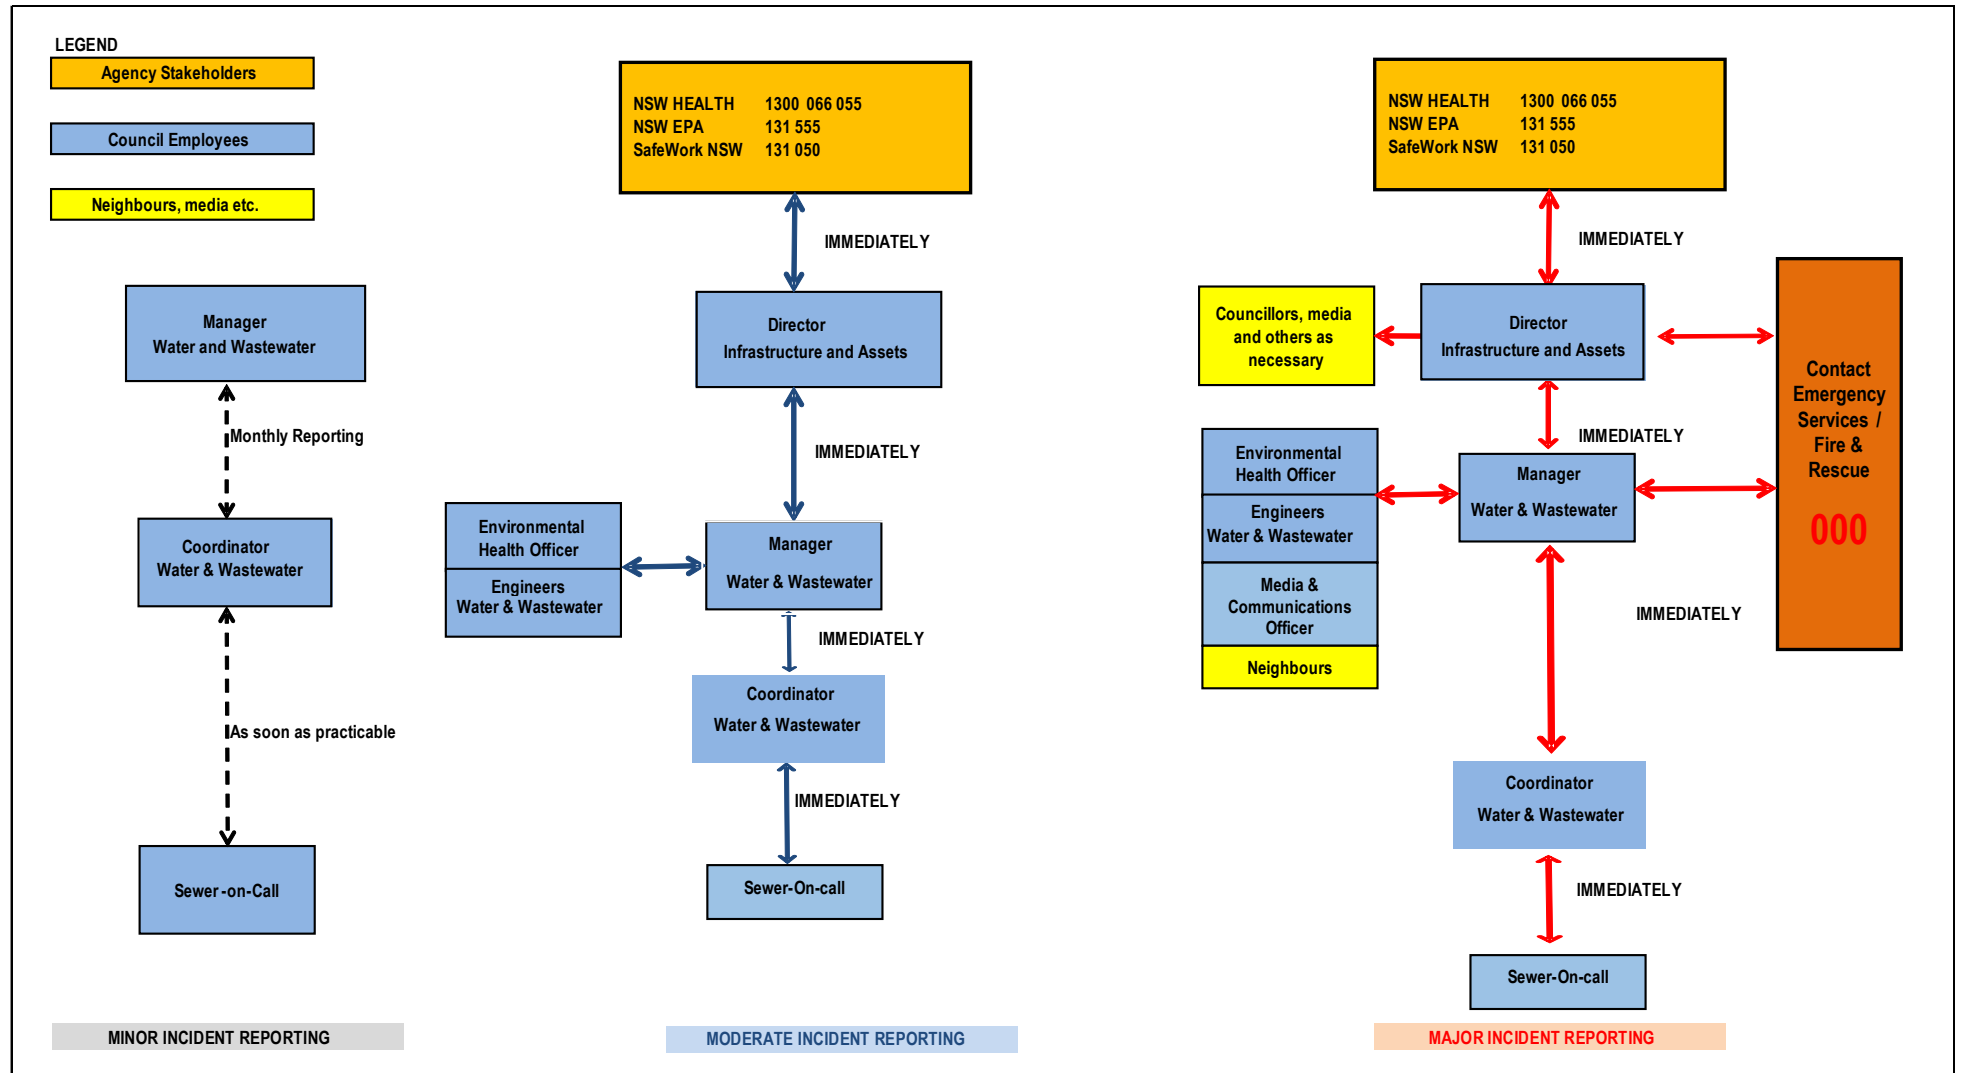 LEGEND
Agency Stakeholders
Council Employees
Neighbours, media etc.
Manager
Water and Wastewater
Monthly Reporting
Coordinator
Water & Wastewater
As soon as practicable
Sewer-on-Call
MINOR INCIDENT REPORTING
NSW HEALTH 1300 066 055
NSW EPA 131 555
SafeWork NSW 131 050
IMMEDIATELY
Director
Infrastructure and Assets
IMMEDIATELY
Environmental
Health Officer
Engineers
Water & Wastewater
Manager
Water & Wastewater
IMMEDIATELY
Coordinator
Water & Wastewater
IMMEDIATELY
Sewer-On-call
MODERATE INCIDENT REPORTING
NSW HEALTH 1300 066 055
NSW EPA 131 555
SafeWork NSW 131 050
IMMEDIATELY
Councillors, media
and others as
necessary
Director
Infrastructure and Assets
IMMEDIATELY
Contact
Emergency
Services /
Fire &
Rescue
000
Environmental
Health Officer
Engineers
Water & Wastewater
Media &
Communications
Officer
Neighbours
Manager
Water & Wastewater
IMMEDIATELY
Coordinator
Water & Wastewater
IMMEDIATELY
Sewer-On-call
MAJOR INCIDENT REPORTING